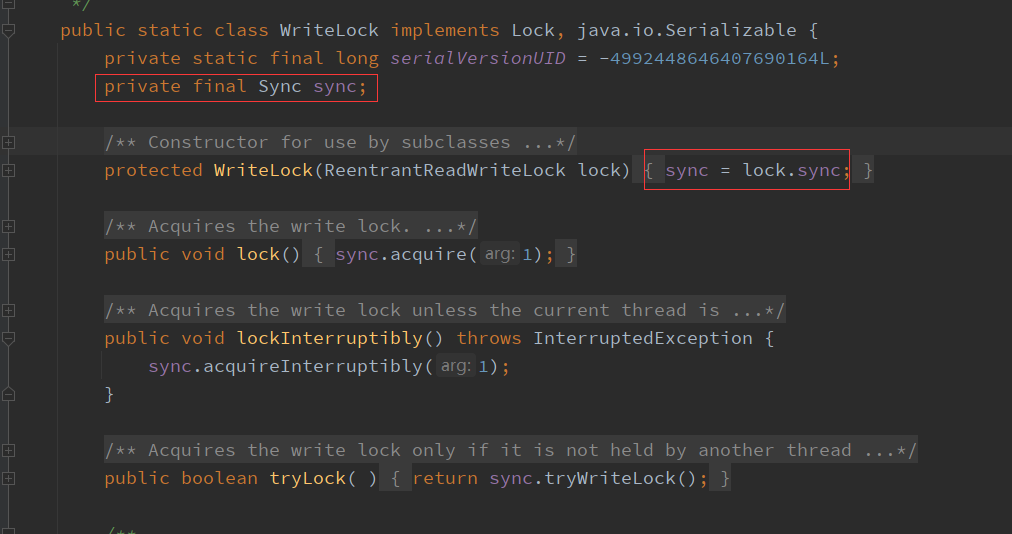 */
public static class WriteLock implements Lock, java.io.Serializable {
private static final long serialVersionUID = -4992448646407690164L;
private final Sync sync;
/** Constructor for use by subclasses ...*/
protected WriteLock(ReentrantReadWriteLock lock) { sync = lock.sync; }
/** Acquires the write lock. ...*/
public void lock() { sync.acquire( arg: 1); }
/** Acquires the write lock unless the current thread is ...*/
public void lockInterruptibly() throws InterruptedException {
sync.acquireInterruptibly( arg: 1);
}
/** Acquires the write lock only if it is not held by another thread ...*/
public boolean tryLock( ) { return sync.tryWriteLock(); }
/**